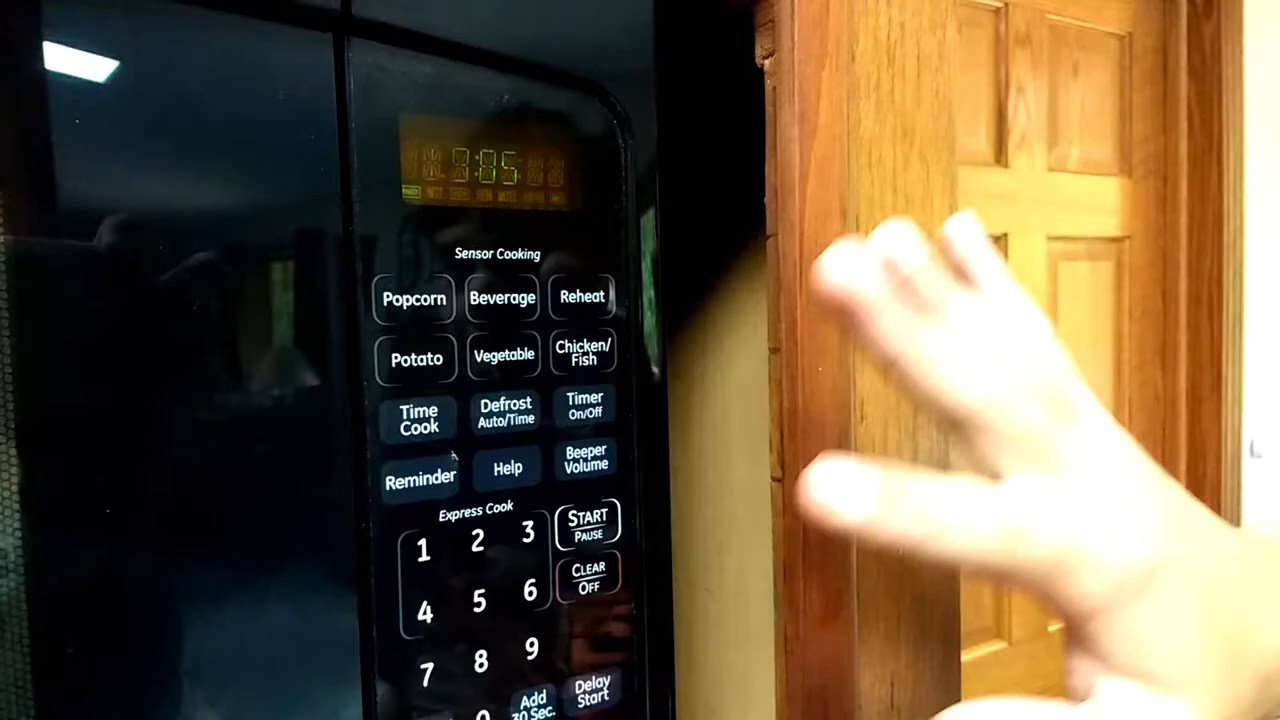 Sensor Cooking
Popcorn
Beverage
Reheat
Potato
Vegetable
Chicken/
Fish
Time
Cook
Defrost
Auto/Time
Timer
On/Off
Reminder
Help
Beeper
Volume
Express Cook
1
2
3
START
PAUSE
4
5
6
CLEAR
OFF
7
8
9
Add
30 Sec.
Delay
Start